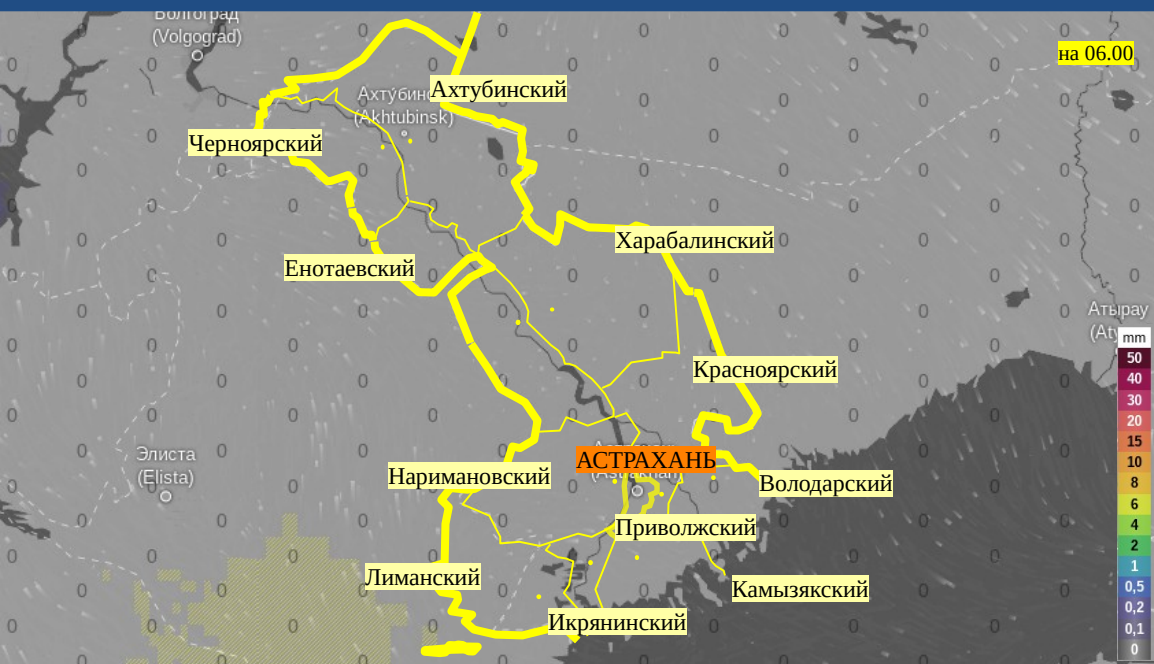 Волгоград
(Volgograd)
на 06.00
Ахтубинский
(Akhtubinsk)
Черноярский
Харабалинский
Енотаевский
Атырау
mm
50
40
30
20
15
10
8
6
4
2
1
0,5
0,2
0,1
0
Красноярский
Элиста
(Elista)
АСТРАХАНЬ
Наримановский
Володарский
Приволжский
Лиманский
Камызякский
Икрянинский